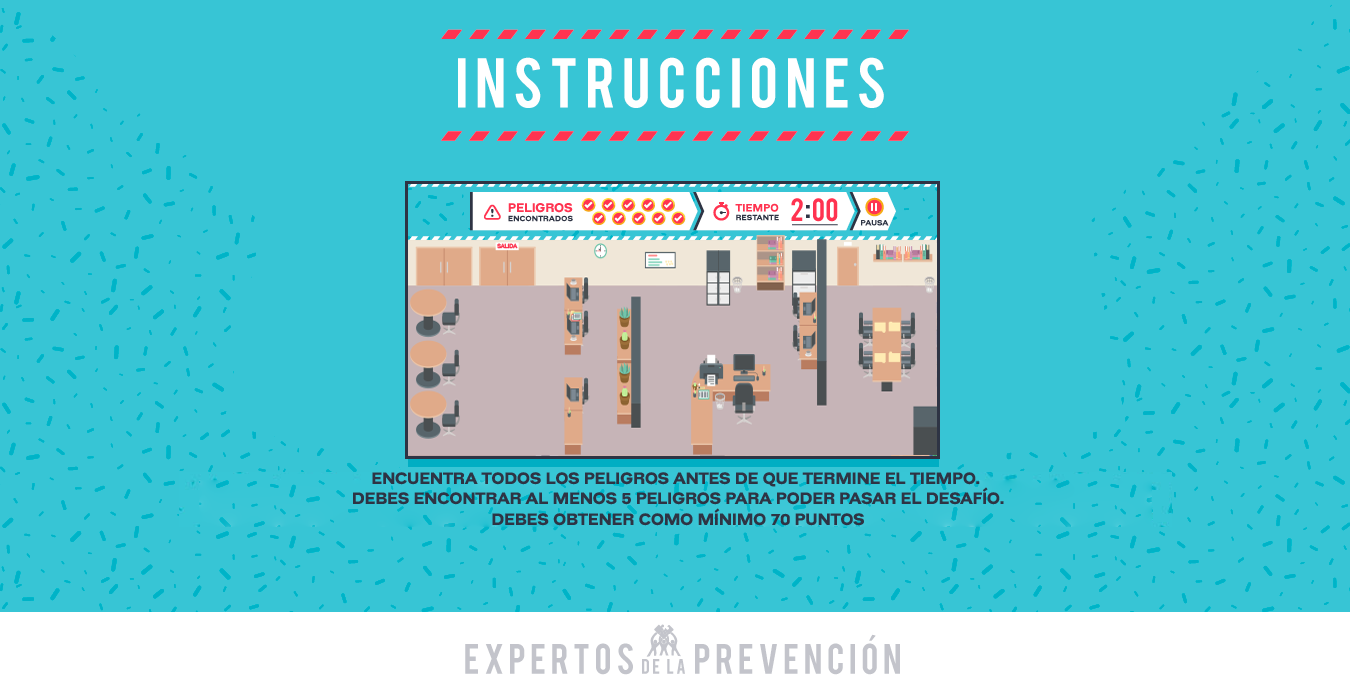 INSTRUCCIONES
PELIGROS
ENCONTRADOS
TIEMPO
RESTANTE
2:00
PAUSA
SALIDA
ENCUENTRA TODOS LOS PELIGROS ANTES DE QUE TERMINE EL TIEMPO.
DEBES ENCONTRAR AL MENOS 5 PELIGROS PARA PODER PASAR EL DESAFÍO.
DEBES OBTENER COMO MÍNIMO 70 PUNTOS
EXPERTOS DE LA PREVENCIÓN